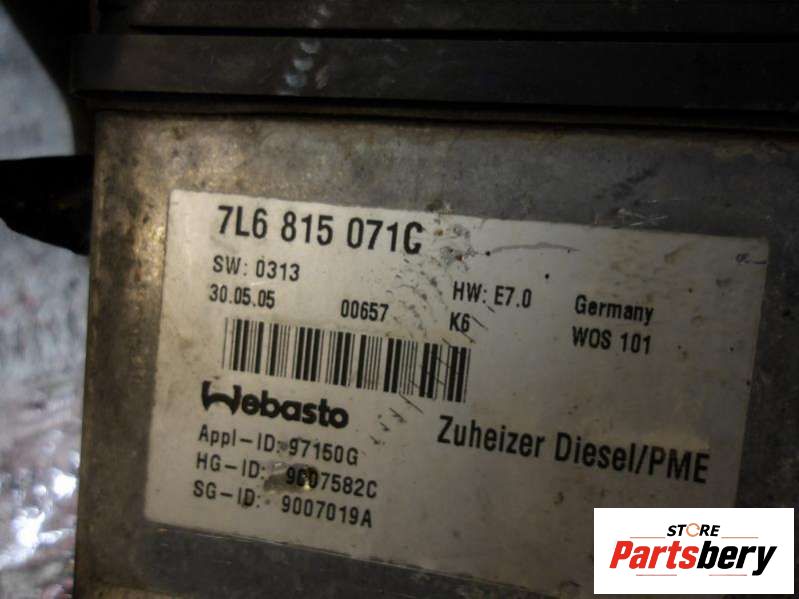 7L6 815 071C
SW: 0313 HW: E7.0 Germany
30.05.05 00657 K6 WOS 101
Webasto
Zuheizer Diesel/PME
Appl-ID: 97150G
HG-ID: 9007582C
SG-ID: 9007019A
STORE
Partsbery